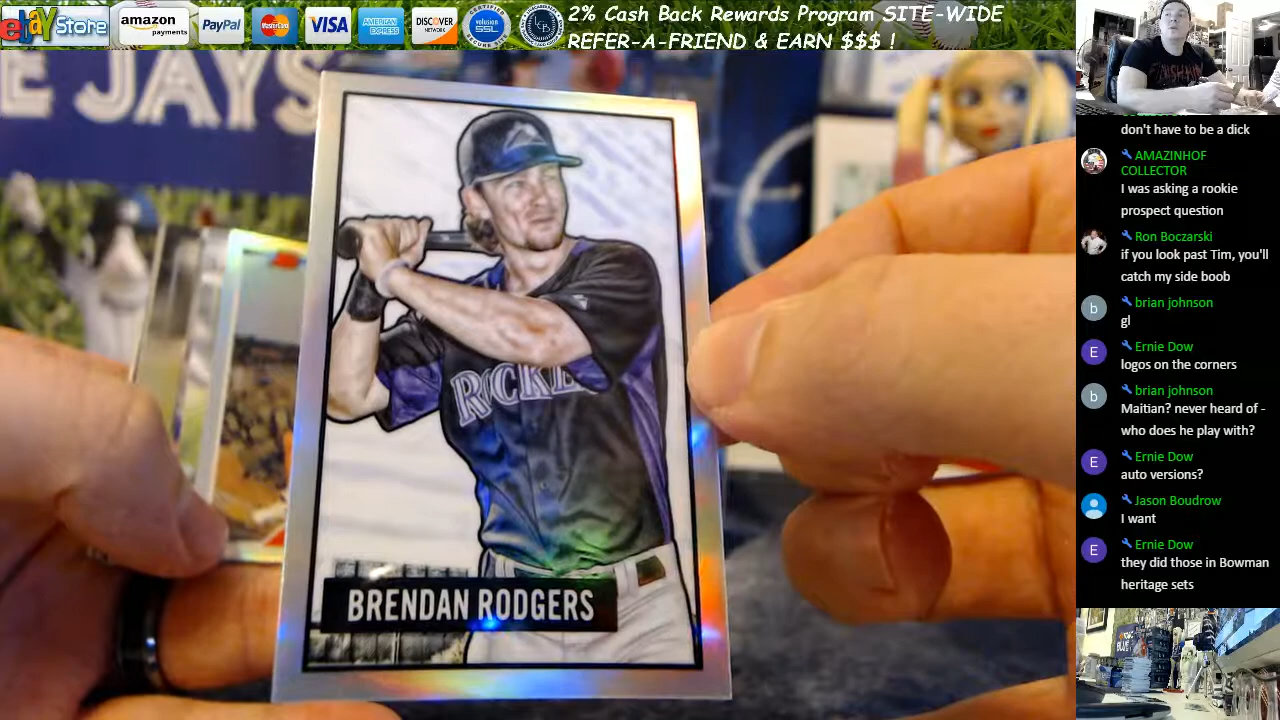 ebay Store
amazon
payments
PayPal
MasterCard
VISA
AMERICAN
EXPRESS
DISCOVER
NETWORK
volusion
SSL
2% Cash Back Rewards Program SITE-WIDE
REFER-A-FRIEND & EARN $$$ !
E JAYS
ROCKIE
BRENDAN RODGERS
don't have to be a dick
AMAZINHOF
COLLECTOR
I was asking a rookie
prospect question
Ron Boczarski
if you look past Tim, you'll
catch my side boob
b
brian johnson
gl
E
Ernie Dow
logos on the corners
b
brian johnson
Maitian? never heard of -
who does he play with?
E
Ernie Dow
auto versions?
Jason Boudrow
I want
E
Ernie Dow
they did those in Bowman
heritage sets